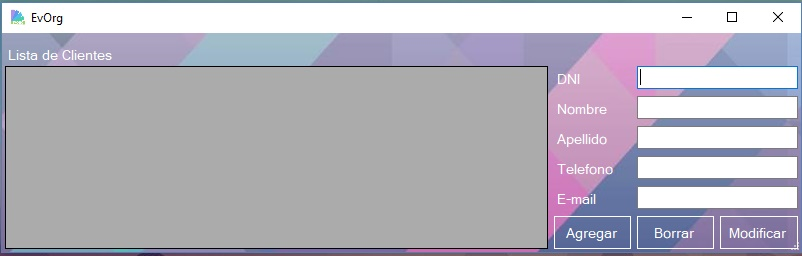 EvOrg
Lista de Clientes
DNI
Nombre
Apellido
Telefono
E-mail
Agregar Borrar Modificar